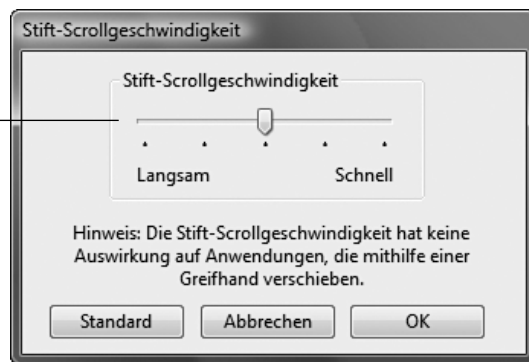 Stift-Scrollgeschwindigkeit
Stift-Scrollgeschwindigkeit
Langsam Schnell
Hinweis: Die Stift-Scrollgeschwindigkeit hat keine
Auswirkung auf Anwendungen, die mithilfe einer
Greifhand verschieben.
Standard Abbrechen OK